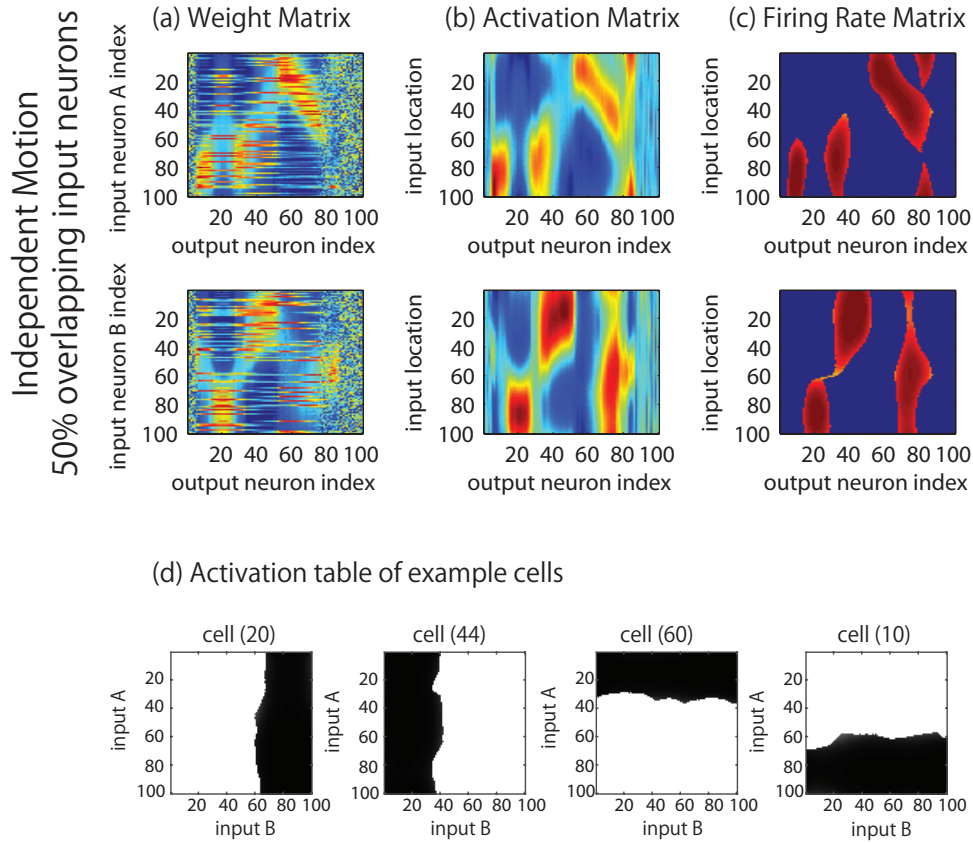 Independent Motion
50% overlapping input neurons
(a) Weight Matrix
(b) Activation Matrix
(c) Firing Rate Matrix
input neuron A index
20
40
60
80
100
20 40 60 80 100
output neuron index
input location
20
40
60
80
100
20 40 60 80 100
output neuron index
input location
20
40
60
80
100
20 40 60 80 100
output neuron index
input neuron B index
20
40
60
80
100
20 40 60 80 100
output neuron index
input location
20
40
60
80
100
20 40 60 80 100
output neuron index
input location
20
40
60
80
100
20 40 60 80 100
output neuron index
(d) Activation table of example cells
cell (20)
input A
20
40
60
80
100
20 40 60 80 100
input B
cell (44)
input A
20
40
60
80
100
20 40 60 80 100
input B
cell (60)
input A
20
40
60
80
100
20 40 60 80 100
input B
cell (10)
input A
20
40
60
80
100
20 40 60 80 100
input B